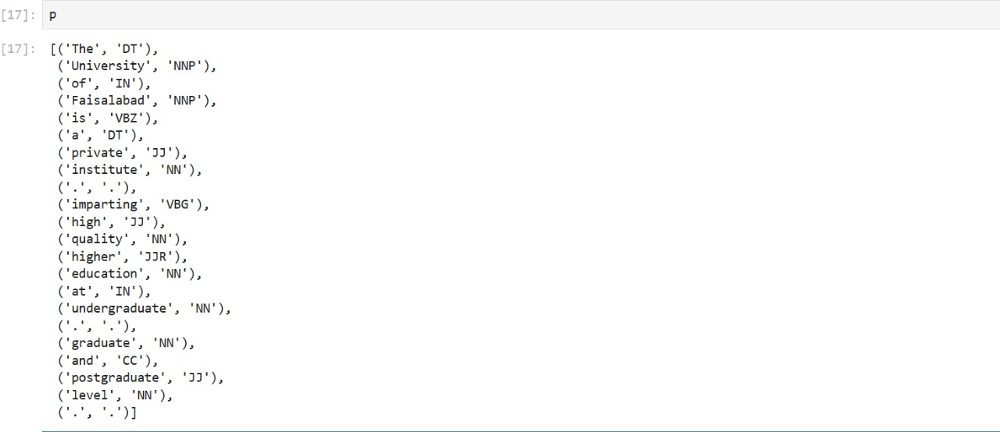 [17]: p
[17]: [('The', 'DT'),
('University', 'NNP'),
('of', 'IN'),
('Faisalabad', 'NNP'),
('is', 'VBZ'),
('a', 'DT'),
('private', 'JJ'),
('institute', 'NN'),
('.', '.'),
('imparting', 'VBG'),
('high', 'JJ'),
('quality', 'NN'),
('higher', 'JJR'),
('education', 'NN'),
('at', 'IN'),
('undergraduate', 'NN'),
('.', '.'),
('graduate', 'NN'),
('and', 'CC'),
('postgraduate', 'JJ'),
('level', 'NN'),
('.', '.')]